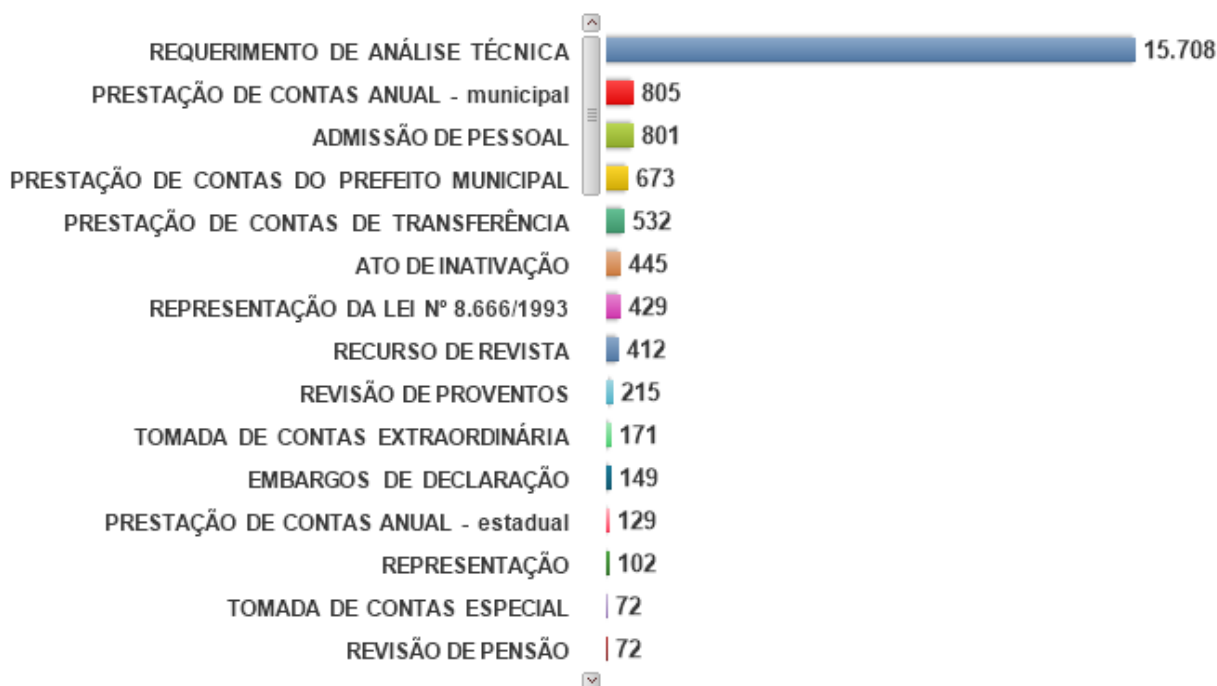 REQUERIMENTO DE ANÁLISE TÉCNICA 15.708
PRESTAÇÃO DE CONTAS ANUAL - municipal 805
ADMISSÃO DE PESSOAL 801
PRESTAÇÃO DE CONTAS DO PREFEITO MUNICIPAL 673
PRESTAÇÃO DE CONTAS DE TRANSFERÊNCIA 532
ATO DE INATIVAÇÃO 445
REPRESENTAÇÃO DA LEI Nº 8.666/1993 429
RECURSO DE REVISTA 412
REVISÃO DE PROVENTOS 215
TOMADA DE CONTAS EXTRAORDINÁRIA 171
EMBARGOS DE DECLARAÇÃO 149
PRESTAÇÃO DE CONTAS ANUAL - estadual 129
REPRESENTAÇÃO 102
TOMADA DE CONTAS ESPECIAL 72
REVISÃO DE PENSÃO 72